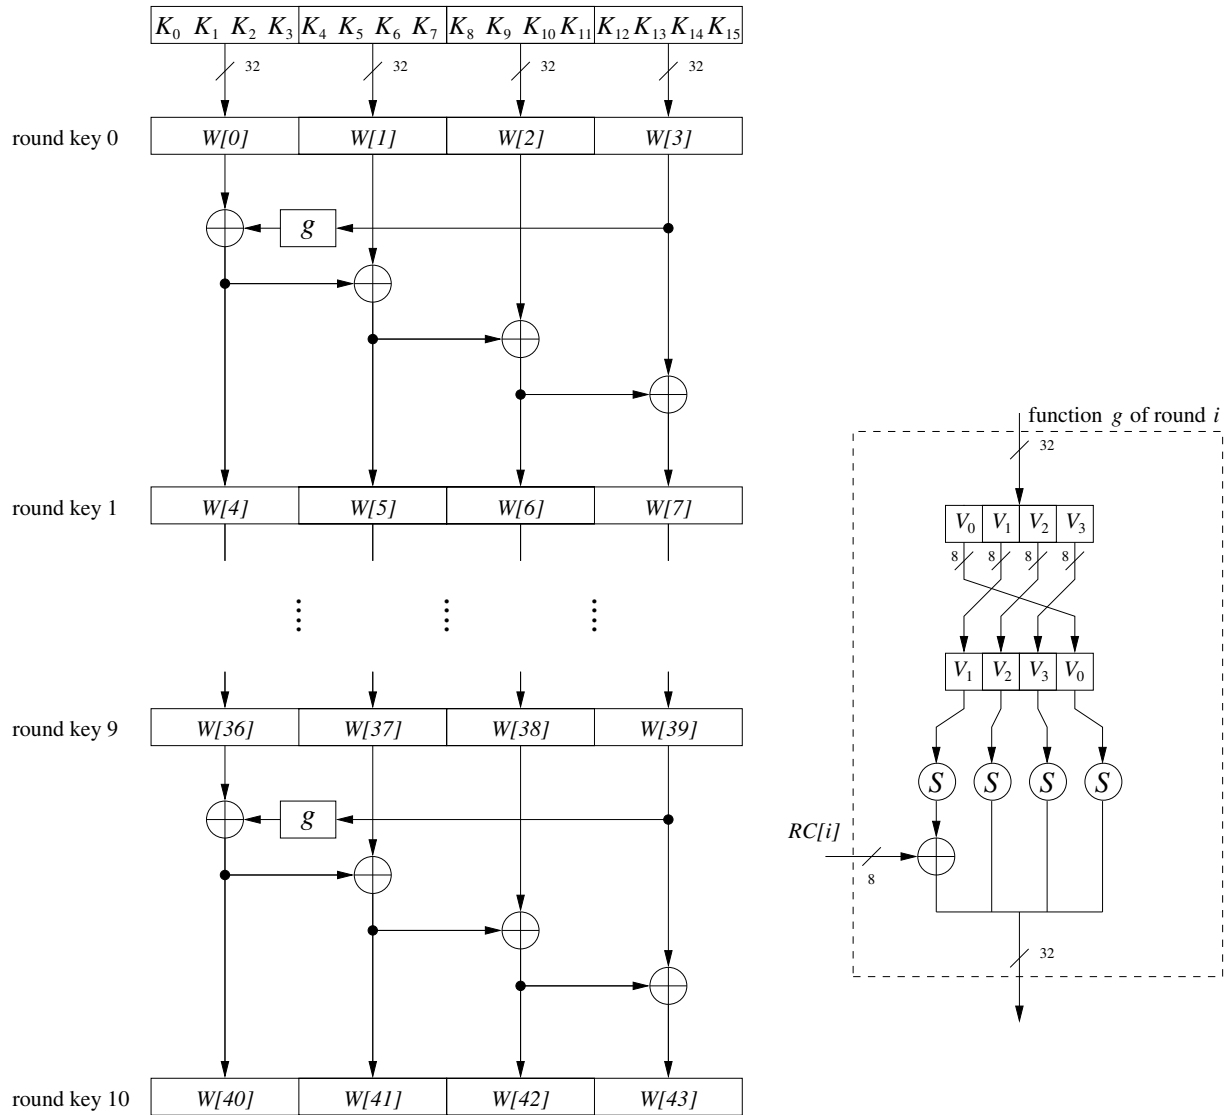 K0 K1 K2 K3 K4 K5 K6 K7 K8 K9 K10 K11 K12 K13 K14 K15
32 32 32 32
round key 0 W[0] W[1] W[2] W[3]
g
function g of round i
32
round key 1 W[4] W[5] W[6] W[7]
V0 V1 V2 V3
8 8 8 8
V1 V2 V3 V0
round key 9 W[36] W[37] W[38] W[39]
S S S S
g
RC[i]
8
32
round key 10 W[40] W[41] W[42] W[43]